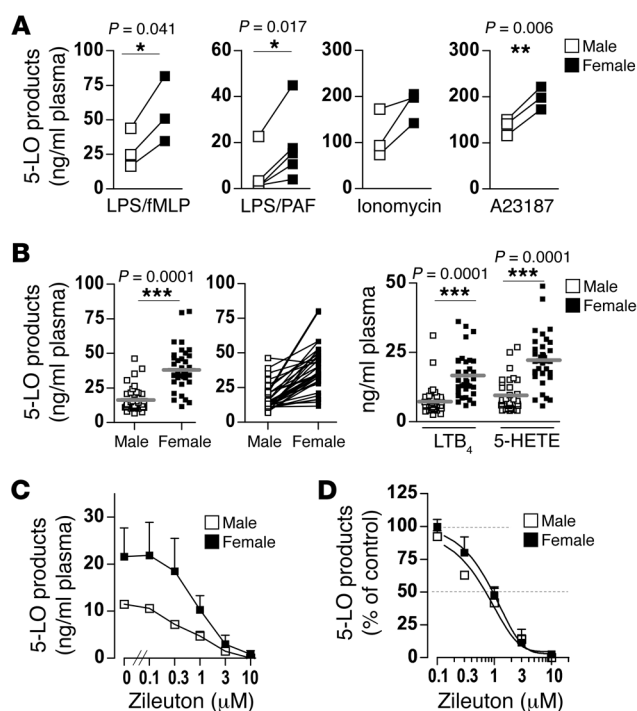 A
P = 0.041
*
P = 0.017
*
P = 0.006
**
Male
Female
5-LO products
(ng/ml plasma)
100
75
50
25
0
LPS/fMLP
60
40
20
0
LPS/PAF
300
200
100
0
Ionomycin
300
200
100
0
A23187
B
P = 0.0001
***
5-LO products
(ng/ml plasma)
100
75
50
25
0
Male
Female
100
75
50
25
0
Male
Female
P = 0.0001
***
P = 0.0001
***
Male
Female
ng/ml plasma
50
25
0
LTB4
5-HETE
C
5-LO products
(ng/ml plasma)
30
20
10
0
Male
Female
0 0.1 0.3 1 3 10
Zileuton (μM)
D
5-LO products
(% of control)
125
100
75
50
25
0
Male
Female
0.1 0.3 1 3 10
Zileuton (μM)